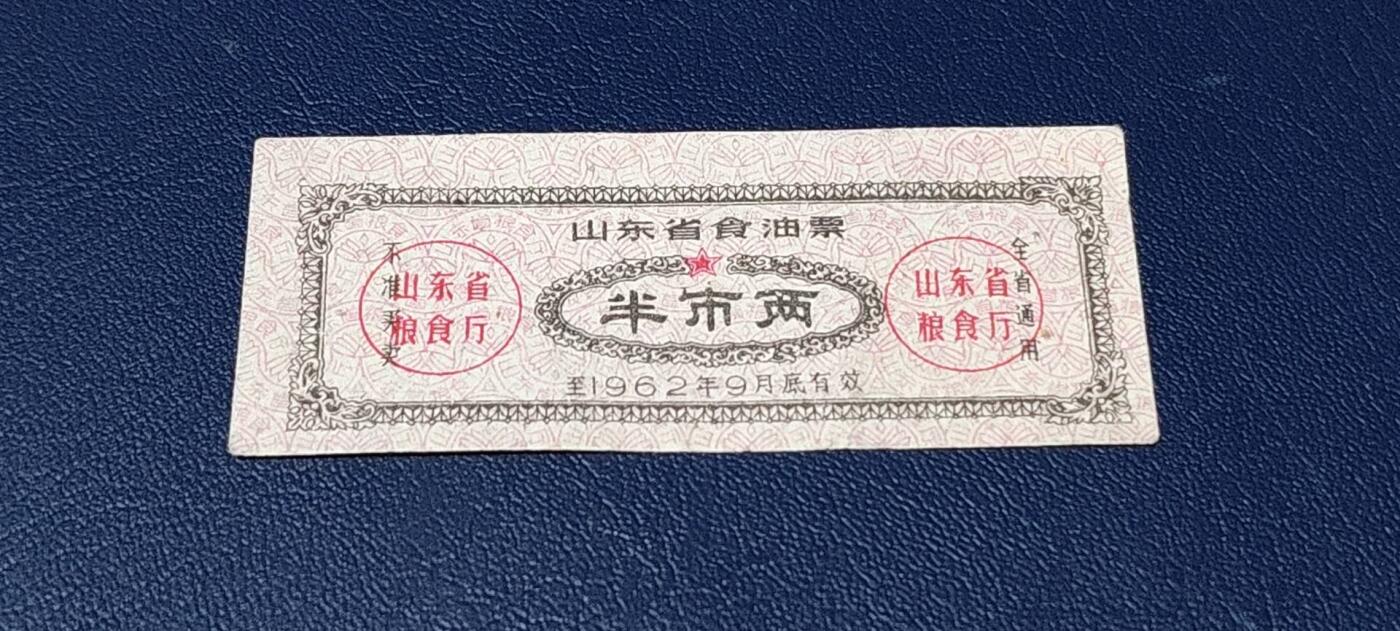 山东省食油票
半市两
至1962年9月底有效
不准买卖
全省通用
山东省
粮食厅
山东省
粮食厅